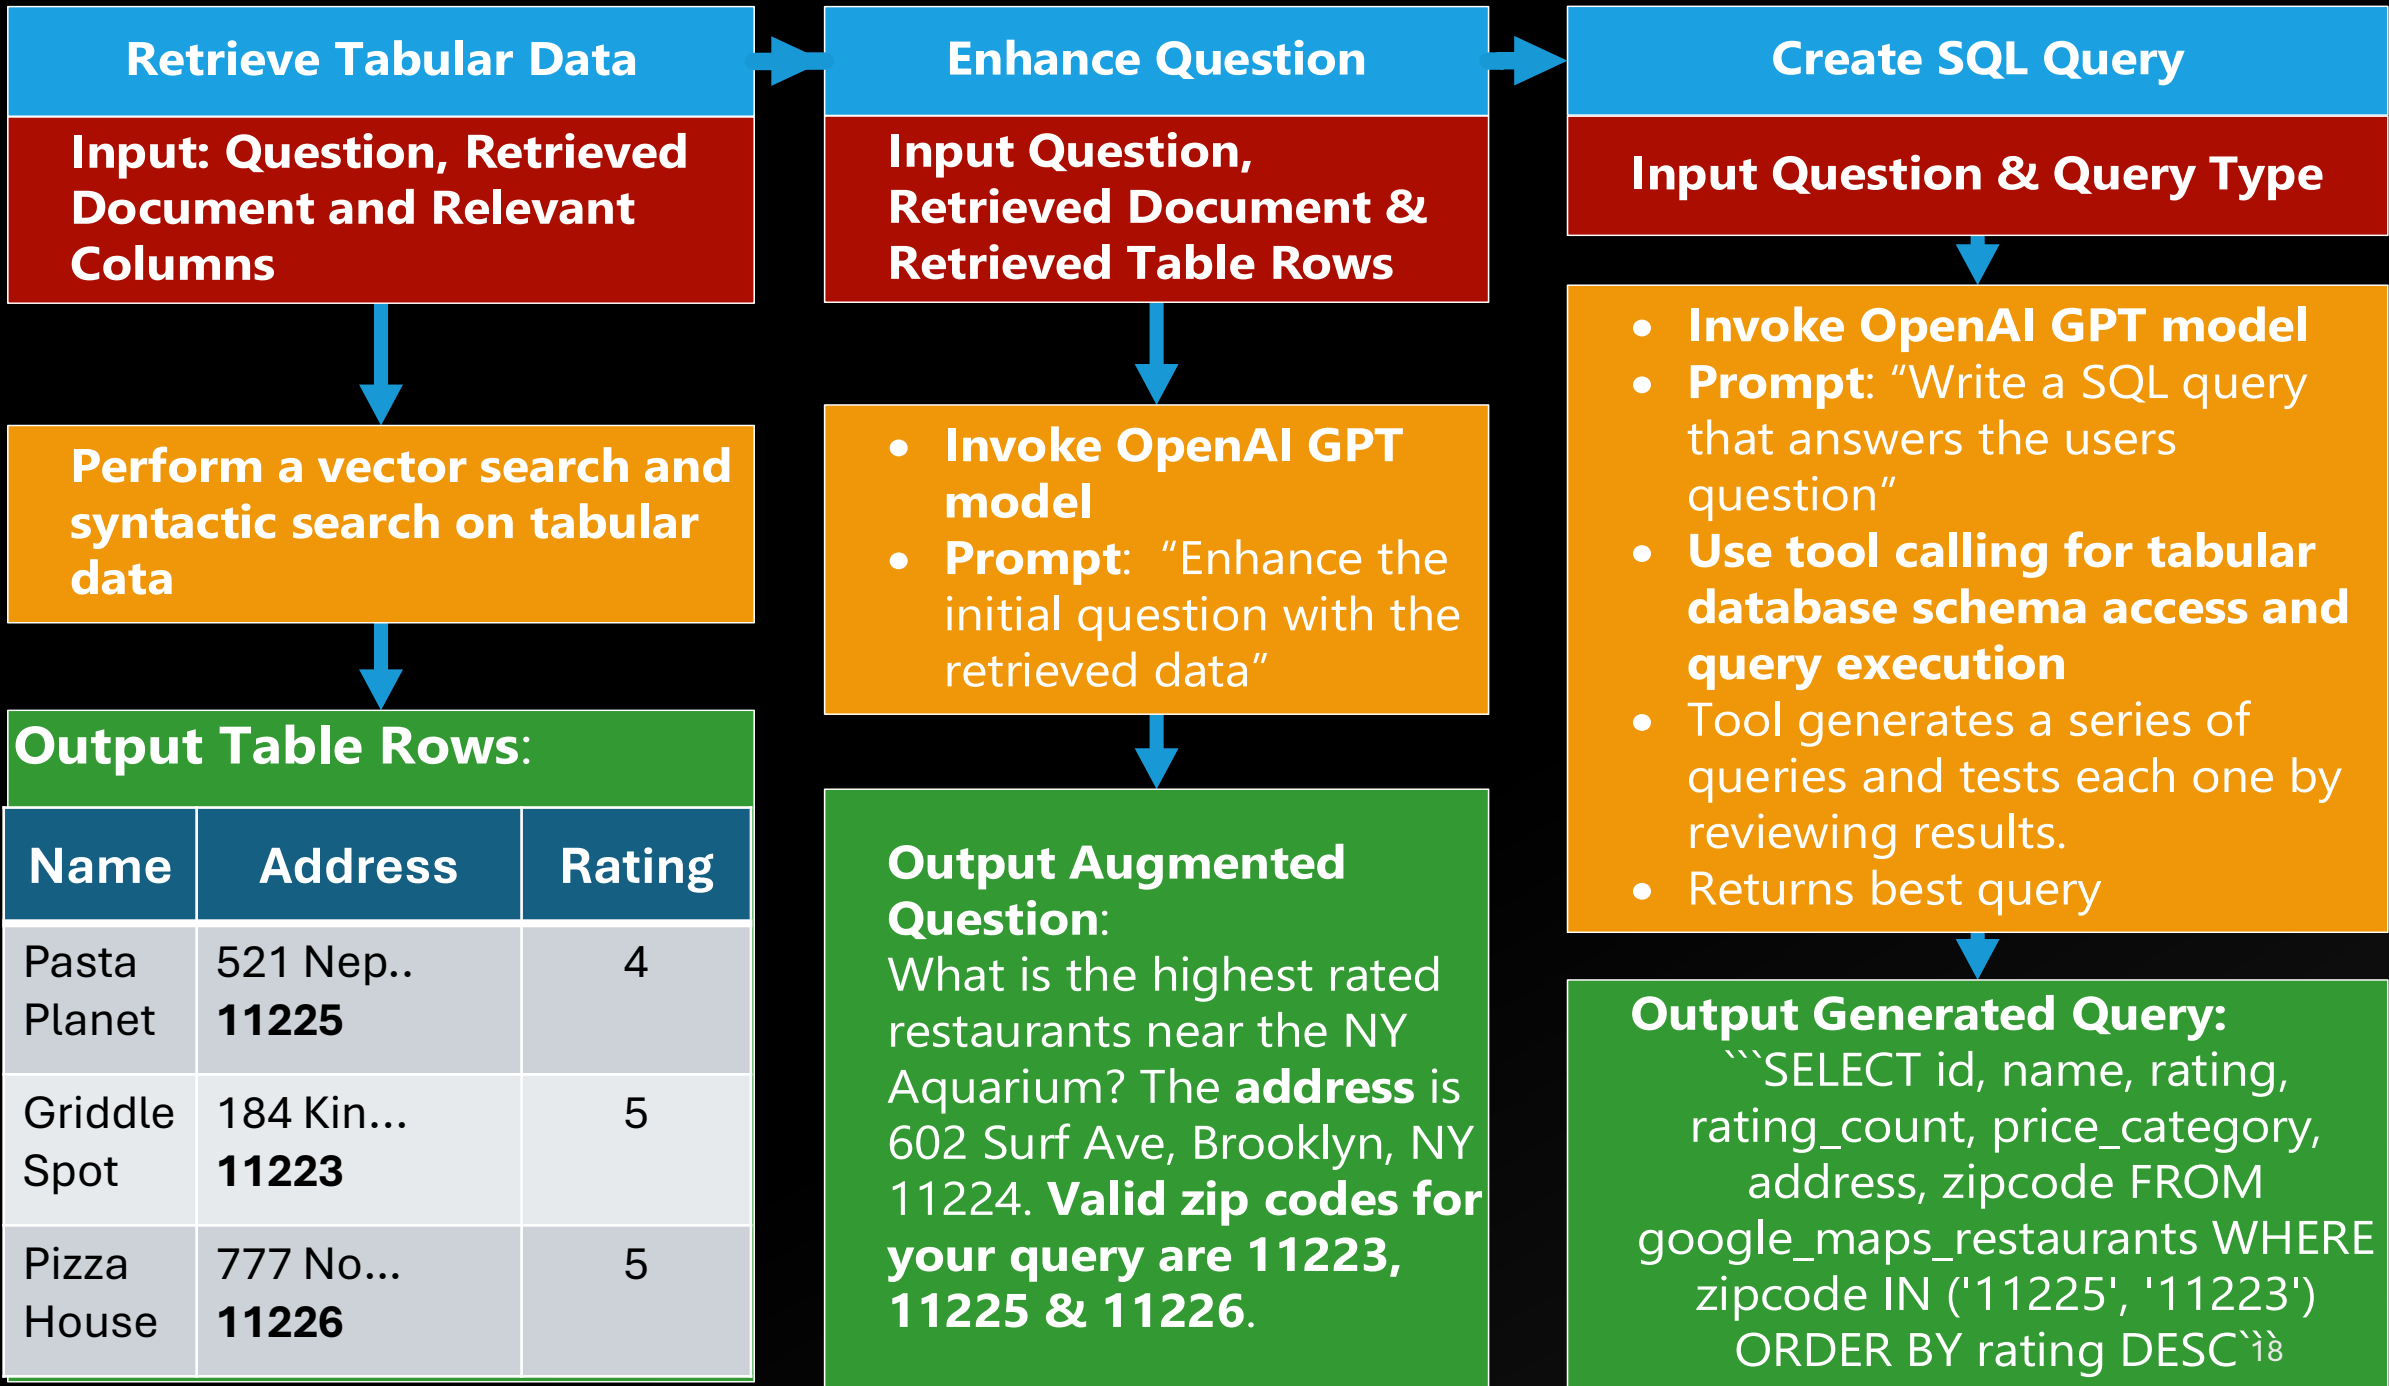 Retrieve Tabular Data
Input: Question, Retrieved
Document and Relevant
Columns
Perform a vector search and
syntactic search on tabular
data
Output Table Rows:
Name Address Rating
Pasta 521 Nep.. 4
Planet 11225
Griddle 184 Kin... 5
Spot 11223
Pizza 777 No... 5
House 11226
Enhance Question
Input Question,
Retrieved Document &
Retrieved Table Rows
• Invoke OpenAI GPT
model
• Prompt: “Enhance the
initial question with the
retrieved data”
Output Augmented
Question:
What is the highest rated
restaurants near the NY
Aquarium? The address is
602 Surf Ave, Brooklyn, NY
11224. Valid zip codes for
your query are 11223,
11225 & 11226.
Create SQL Query
Input Question & Query Type
• Invoke OpenAI GPT model
• Prompt: “Write a SQL query
that answers the users
question”
• Use tool calling for tabular
database schema access and
query execution
• Tool generates a series of
queries and tests each one by
reviewing results.
• Returns best query
Output Generated Query:
```SELECT id, name, rating,
rating_count, price_category,
address, zipcode FROM
google_maps_restaurants WHERE
zipcode IN ('11225', '11223')
ORDER BY rating DESC```
18